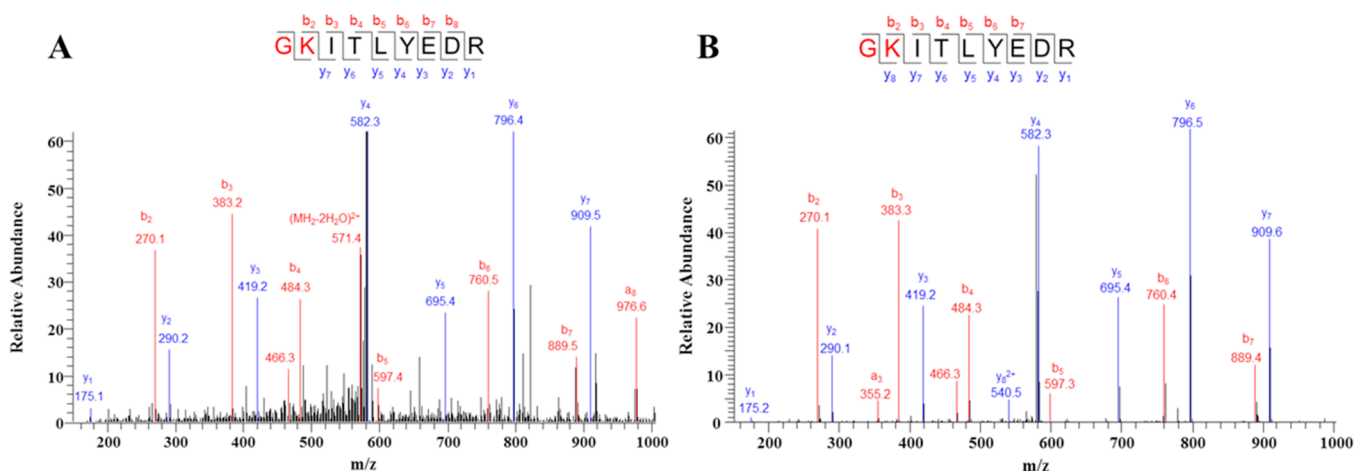 A
b2 b3 b4 b5 b6 b7 b8
GKITLYEDR
y7 y6 y5 y4 y3 y2 y1
Relative Abundance
60
50
40
30
20
10
0
y1
175.1
b2
270.1
y2
290.2
b3
383.2
y3
419.2
466.3
b4
484.3
(MH2-2H2O)2+
571.4
y4
582.3
b5
597.4
y5
695.4
b6
760.5
y6
796.4
b7
889.5
y7
909.5
a8
976.6
200 300 400 500 600 700 800 900 1000
m/z
B
b2 b3 b4 b5 b6 b7
GKITLYEDR
y8 y7 y6 y5 y4 y3 y2 y1
Relative Abundance
60
50
40
30
20
10
0
y1
175.2
b2
270.1
y2
290.1
a3
355.2
b3
383.3
y3
419.2
466.3
b4
484.3
y82+
540.5
y4
582.3
b5
597.3
y5
695.4
b6
760.4
y6
796.5
b7
889.4
y7
909.6
200 300 400 500 600 700 800 900 1000
m/z